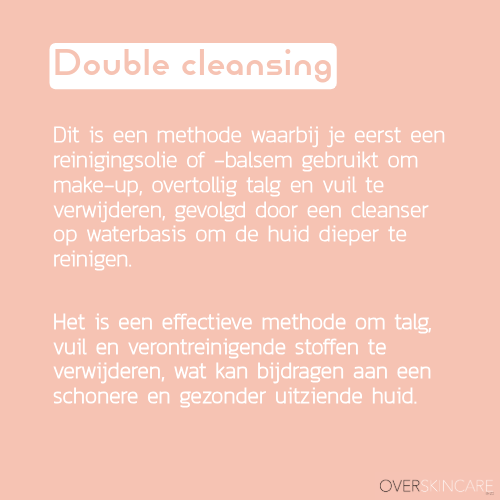 Double cleansing
Dit is een methode waarbij je eerst een
reinigingsolie of -balsem gebruikt om
make-up, overtollig talg en vuil te
verwijderen, gevolgd door een cleanser
op waterbasis om de huid dieper te
reinigen.
Het is een effectieve methode om talg,
vuil en verontreinigende stoffen te
verwijderen, wat kan bijdragen aan een
schonere en gezonder uitziende huid.
OVERSKINCARE